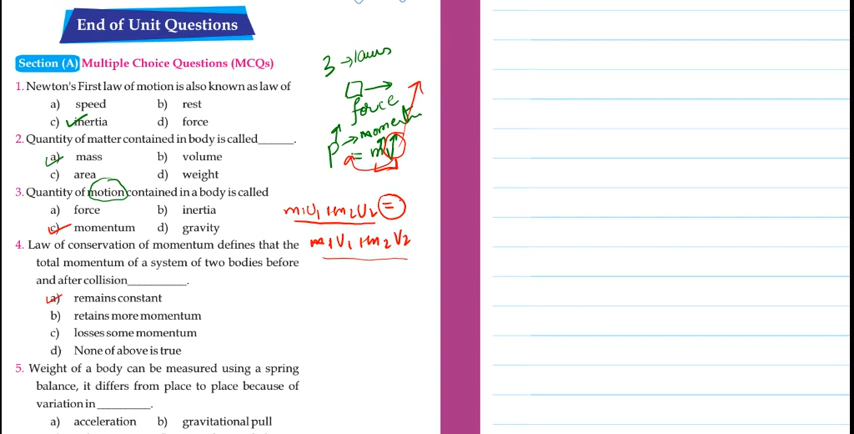 End of Unit Questions
Section (A) Multiple Choice Questions (MCQs)
1. Newton's First law of motion is also known as law of
a) speed b) rest
c) inertia d) force
2. Quantity of matter contained in body is called______.
a) mass b) volume
c) area d) weight
3. Quantity of motion contained in a body is called
a) force b) inertia
c) momentum d) gravity
4. Law of conservation of momentum defines that the
total momentum of a system of two bodies before
and after collision__________.
a) remains constant
b) retains more momentum
c) losses some momentum
d) None of above is true
5. Weight of a body can be measured using a spring
balance, it differs from place to place because of
variation in_________.
a) acceleration b) gravitational pull
3 → laws
force
P → moment
= mV
m1U1 + m2U2 =
m1V1 + m2V2